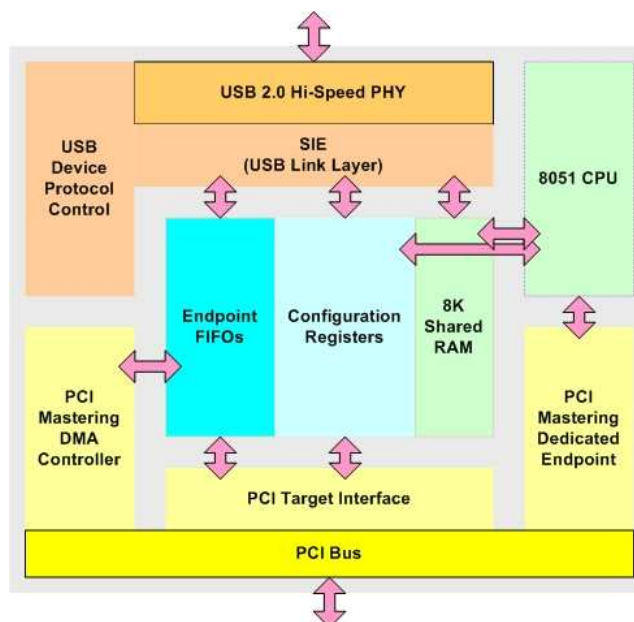 USB 2.0 Hi-Speed PHY
USB
Device
Protocol
Control
SIE
(USB Link Layer)
8051 CPU
Endpoint
FIFOs
Configuration
Registers
8K
Shared
RAM
PCI
Mastering
DMA
Controller
PCI
Mastering
Dedicated
Endpoint
PCI Target Interface
PCI Bus